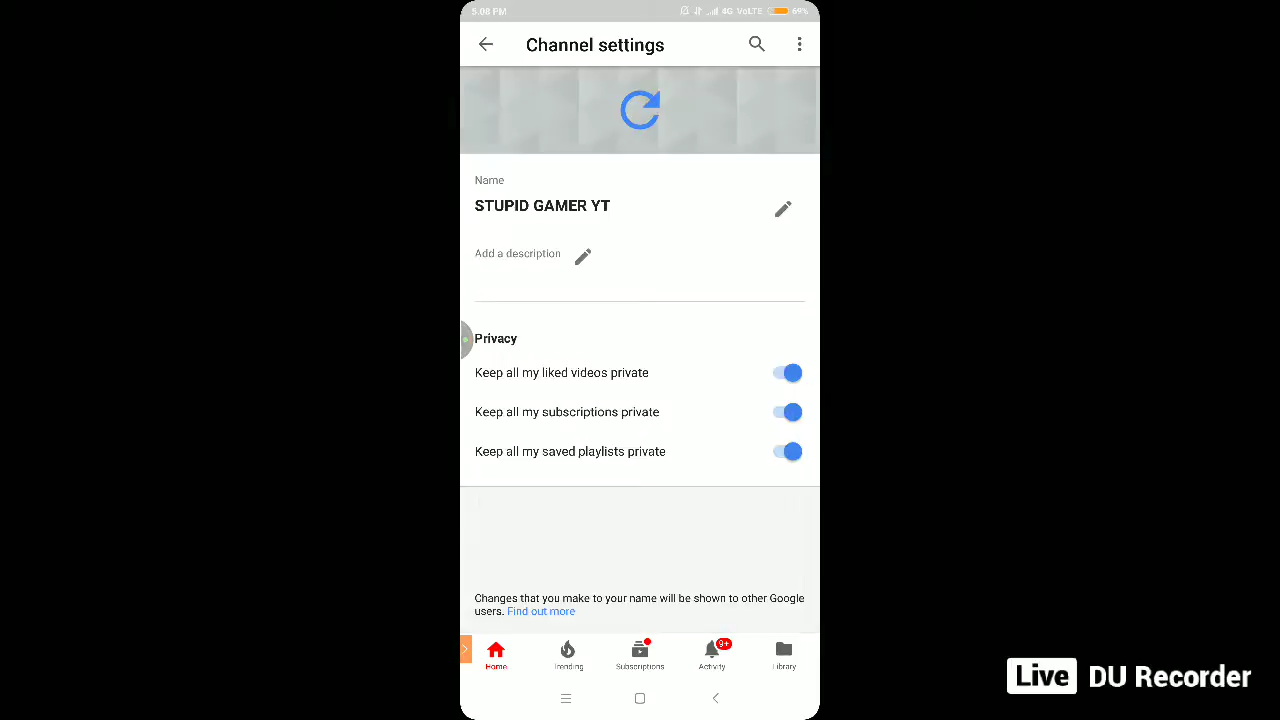 5:08 PM
4G VoLTE 69%
Channel settings
Name
STUPID GAMER YT
Add a description
Privacy
Keep all my liked videos private
Keep all my subscriptions private
Keep all my saved playlists private
Changes that you make to your name will be shown to other Google
users. Find out more
9+
Home Trending Subscriptions Activity Library
Live DU Recorder